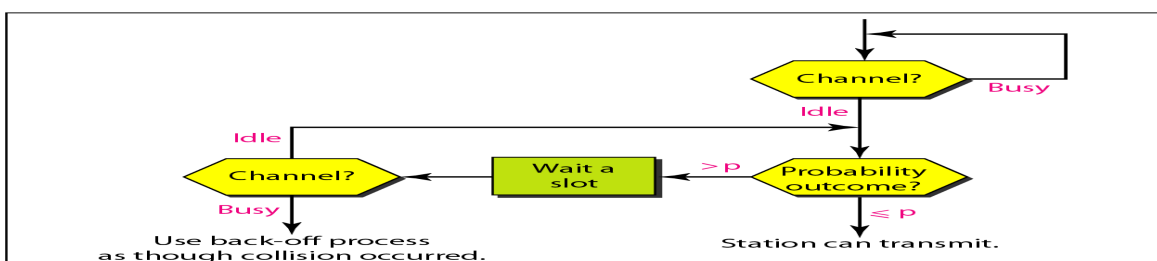 Channel?
Busy
Idle
Idle
Channel?
Wait a
slot
> p
Probability
outcome?
Busy
⩽ p
Use back-off process
as though collision occurred.
Station can transmit.